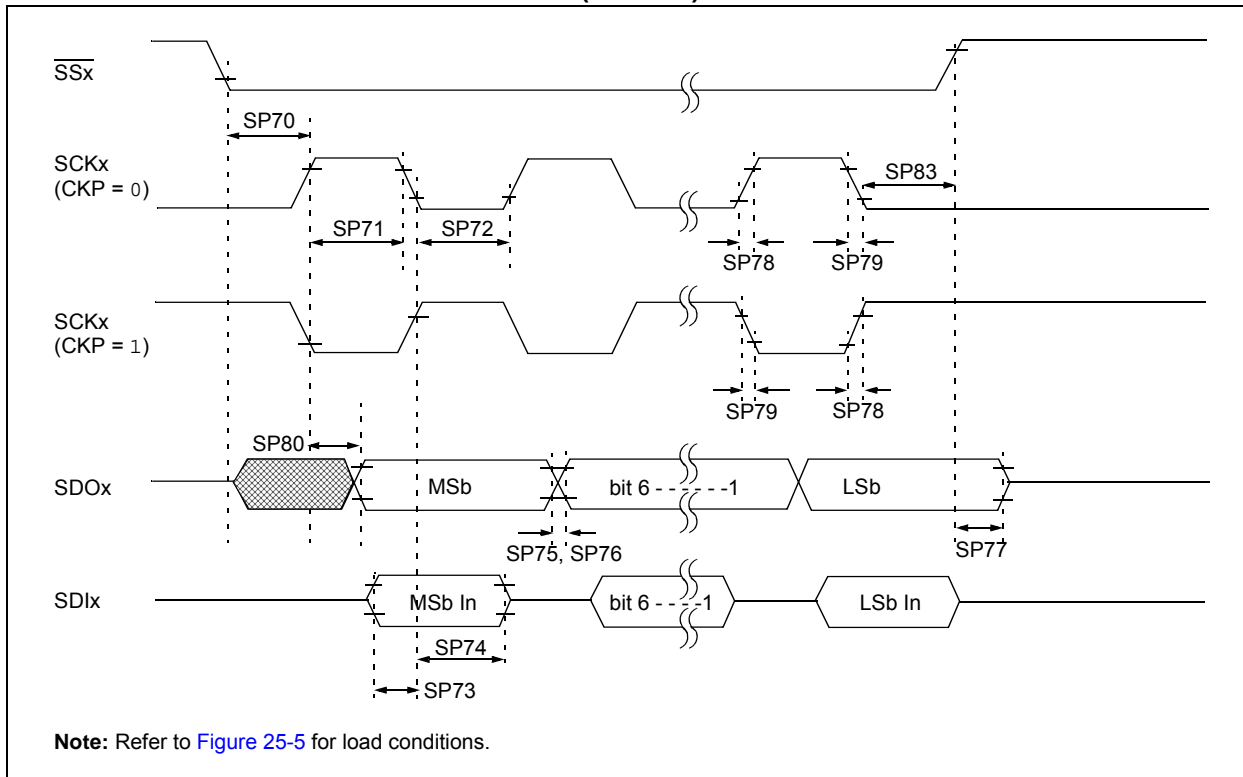 SSx
SP70
SCKx
(CKP = 0)
SP83
SP71
SP72
SP78
SP79
SCKx
(CKP = 1)
SP79
SP78
SP80
SDOx
MSb
bit 6 - - - - - - -1
LSb
SP75, SP76
SP77
SDIx
MSb In
bit 6 - - - - -1
LSb In
SP74
SP73
Note: Refer to Figure 25-5 for load conditions.